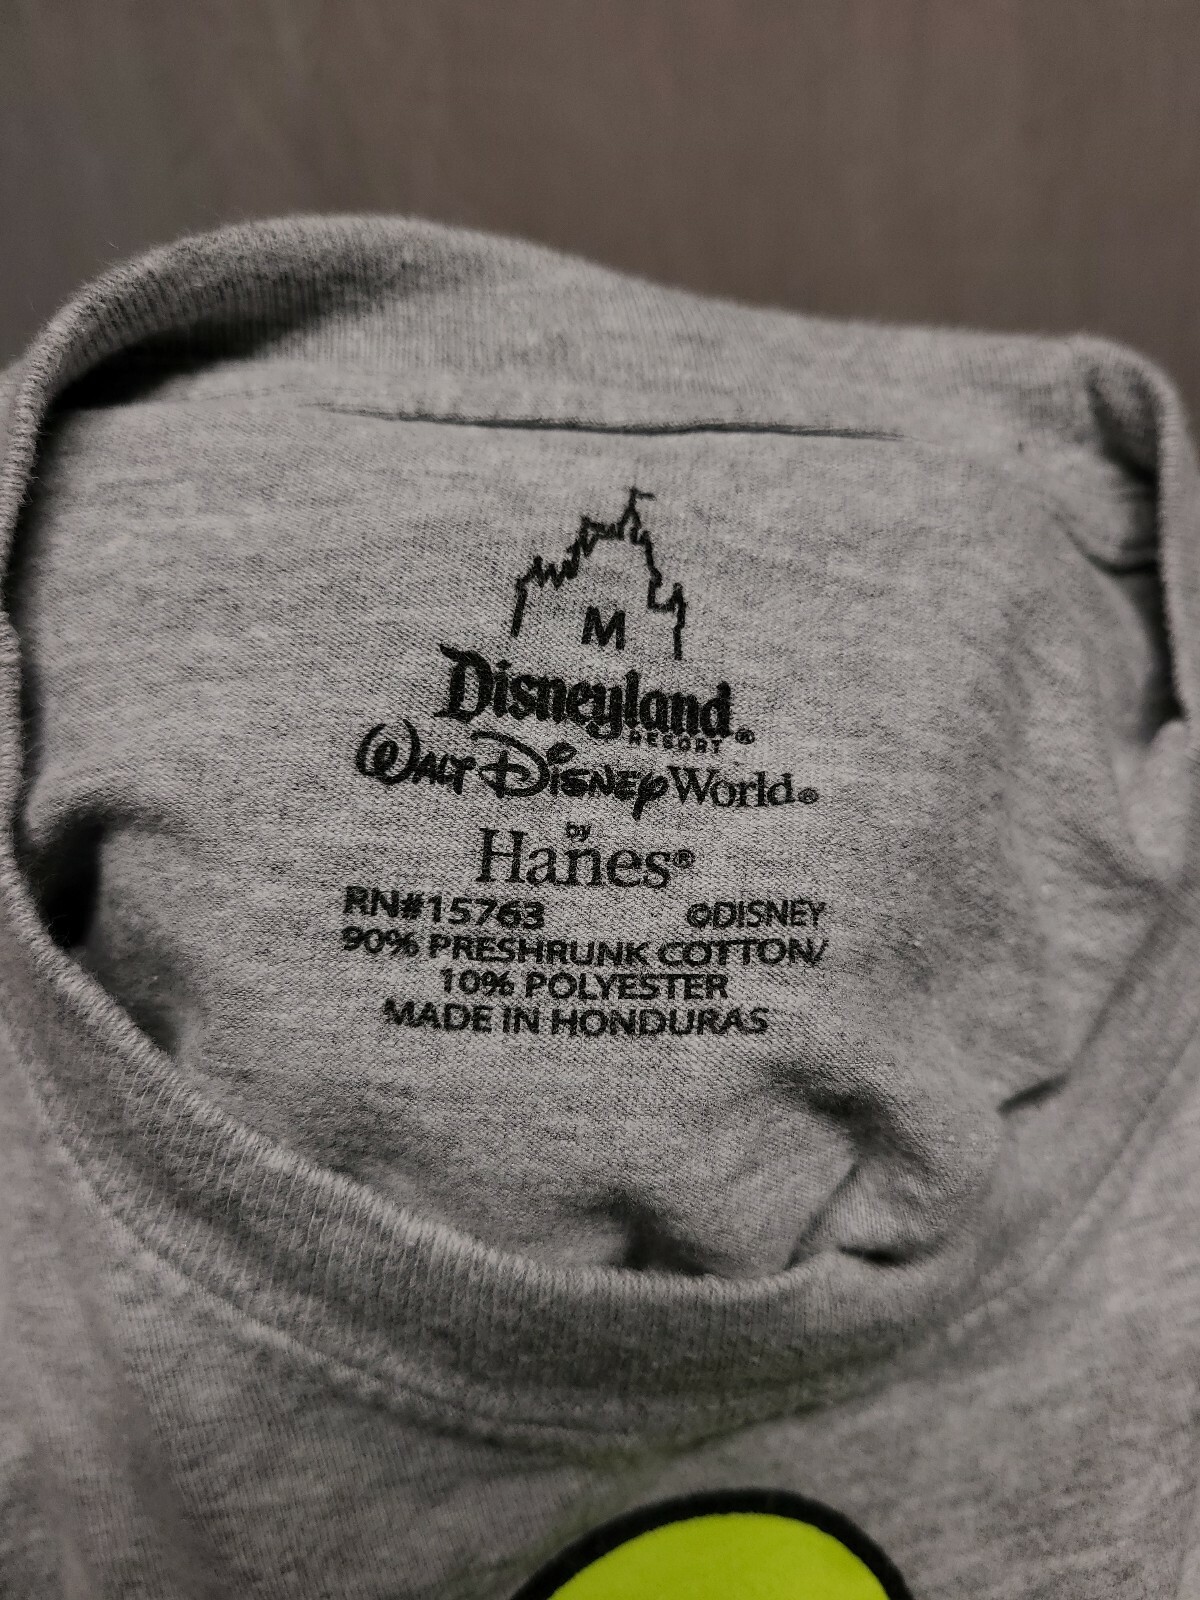 M
Disneyland®
RESORT
WALT DISNEY World®
by
Hanes®
RN#15763 ©DISNEY
90% PRESHRUNK COTTON/
10% POLYESTER
MADE IN HONDURAS